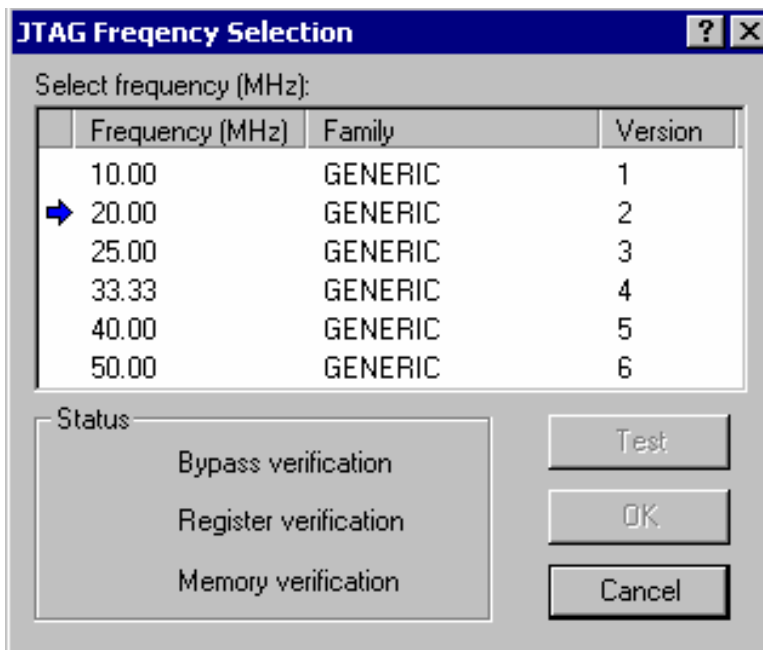 JTAG Freqency Selection
Select frequency (MHz):
Frequency (MHz) Family Version
10.00 GENERIC 1
20.00 GENERIC 2
25.00 GENERIC 3
33.33 GENERIC 4
40.00 GENERIC 5
50.00 GENERIC 6
Status
Bypass verification
Register verification
Memory verification
Test
OK
Cancel